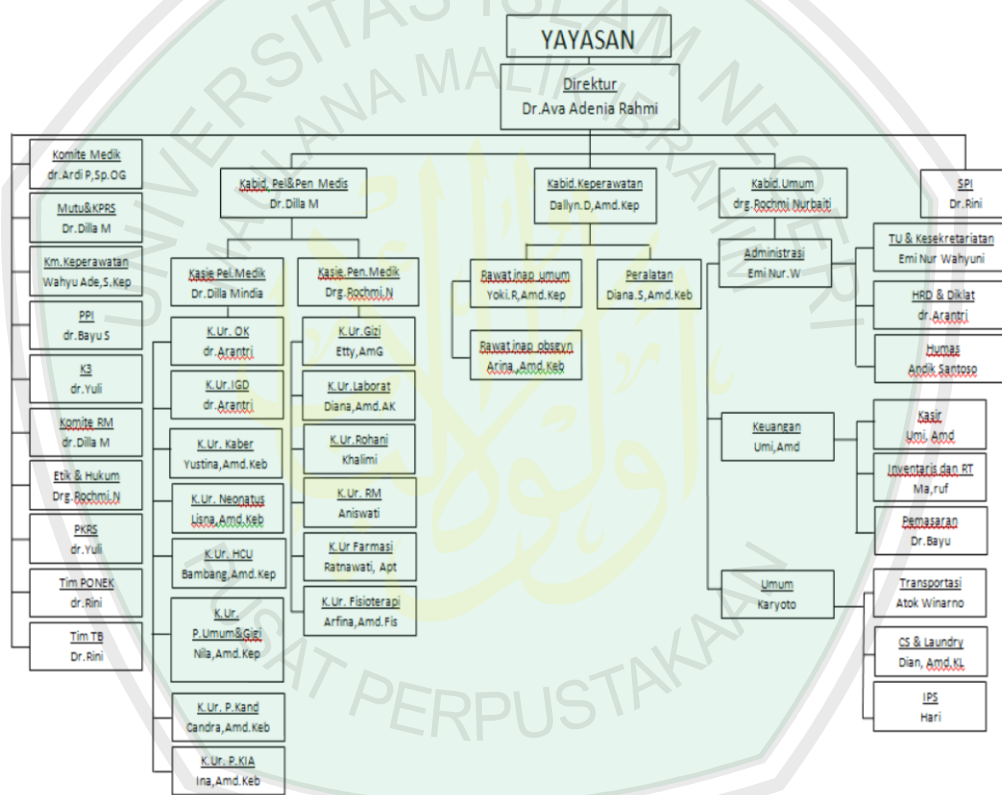 UNIVERSITAS ISLAM NEGERI
MAULANA MALIK IBRAHIM
YAYASAN
Direktur
Dr.Ava Adenia Rahmi
Komite Medik
dr.Ardi P,Sp.OG
Mutu&KPRS
Dr.Dilla M
Km.Keperawatan
Wahyu Ade,S.Kep
PPI
dr.Bayu S
K3
dr.Yuli
Komite RM
dr.Dilla M
Etik & Hukum
Drg.Rochmi,N
PKRS
dr.Yuli
Tim PONEK
dr.Rini
Tim TB
Dr.Rini
Kabid, Pel&Pen Medis
Dr.Dilla M
Kasie Pel.Medik
Dr.Dilla Mindia
K.Ur. OK
dr.Arantri
K.Ur.IGD
dr.Arantri
K.Ur. Kaber
Yustina,Amd.Keb
K.Ur. Neonatus
Lisna,Amd.Keb
K.Ur. HCU
Bambang,Amd.Kep
K.Ur.
P.Umum&Gigi
Nila,Amd.Kep
K.Ur. P.Kand
Candra,Amd.Keb
K.Ur. P.KIA
Ina,Amd.Keb
Kasie.Pen.Medik
Drg.Rochmi,N
K.Ur.Gizi
Etty,AmG
K.Ur.Laborat
Diana,Amd.AK
K.Ur.Rohani
Khalimi
K.Ur. RM
Aniswati
K.Ur Farmasi
Ratnawati, Apt
K.Ur. Fisioterapi
Arfina,Amd.Fis
Kabid.Keperawatan
Dallyn.D,Amd.Kep
Rawat inap umum
Yoki.R,Amd.Kep
Rawat inap obsgyn
Arina,,Amd.Keb
Peralatan
Diana.S,Amd.Keb
Kabid.Umum
drg.Rochmi Nurbaiti
Administrasi
Emi Nur.W
TU & Kesekretariatan
Emi Nur Wahyuni
HRD & Diklat
dr.Arantri
Humas
Andik Santoso
Keuangan
Umi,Amd
Kasir
Umi, Amd
Inventaris dan RT
Ma,ruf
Pemasaran
Dr.Bayu
Umum
Karyoto
Transportasi
Atok Winarno
CS & Laundry
Dian, Amd.KL
IPS
Hari
SPI
Dr.Rini
PUSAT PERPUSTAKAAN